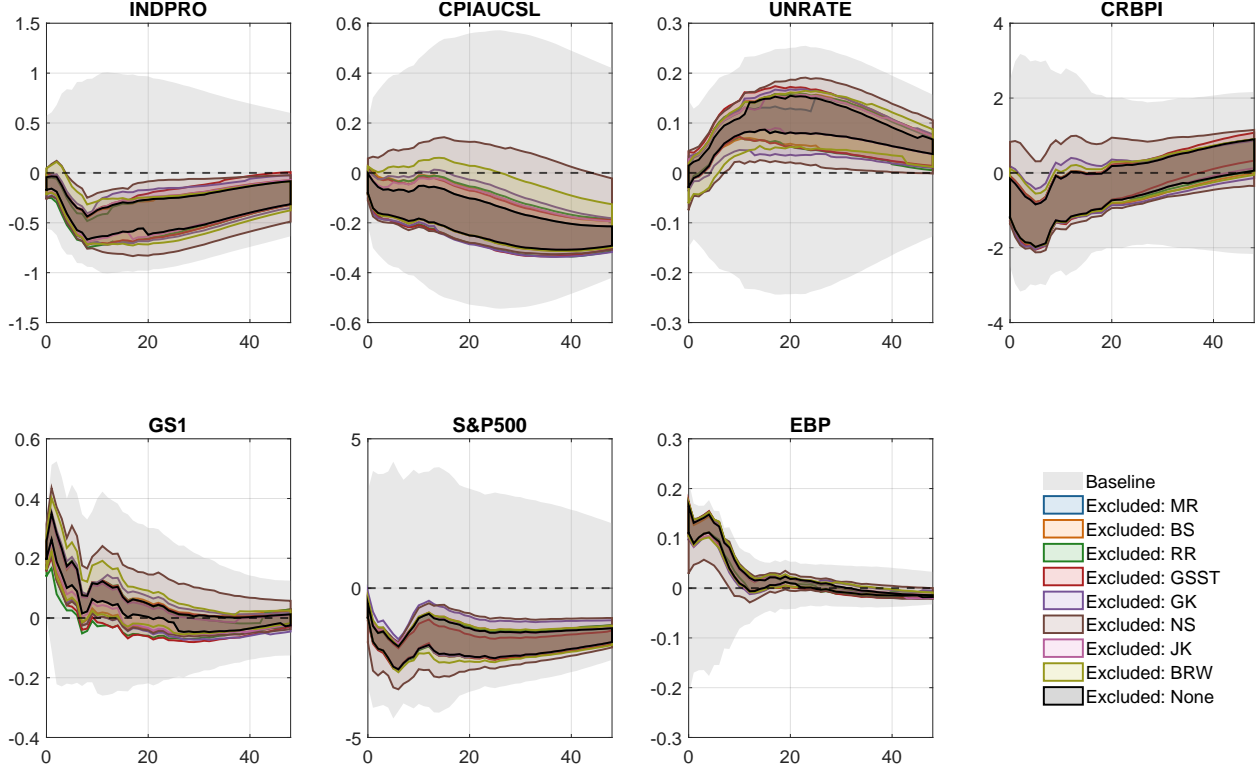 INDPRO
1.5
1
0.5
0
-0.5
-1
-1.5
0 20 40
CPIAUCSL
0.6
0.4
0.2
0
-0.2
-0.4
-0.6
0 20 40
UNRATE
0.3
0.2
0.1
0
-0.1
-0.2
-0.3
0 20 40
CRBPI
4
2
0
-2
-4
0 20 40
GS1
0.6
0.4
0.2
0
-0.2
-0.4
0 20 40
S&P500
5
0
-5
0 20 40
EBP
0.3
0.2
0.1
0
-0.1
-0.2
-0.3
0 20 40
Baseline
Excluded: MR
Excluded: BS
Excluded: RR
Excluded: GSST
Excluded: GK
Excluded: NS
Excluded: JK
Excluded: BRW
Excluded: None